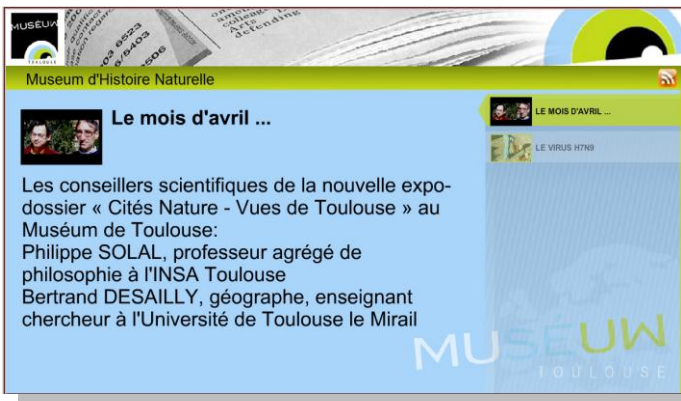 MUSÉUM
TOULOUSE
Museum d'Histoire Naturelle
Le mois d'avril ...
Les conseillers scientifiques de la nouvelle expo-
dossier « Cités Nature - Vues de Toulouse » au
Muséum de Toulouse:
Philippe SOLAL, professeur agrégé de
philosophie à l'INSA Toulouse
Bertrand DESAILLY, géographe, enseignant
chercheur à l'Université de Toulouse le Mirail
LE MOIS D'AVRIL ...
LE VIRUS H7N9
MUSÉUM
TOULOUSE